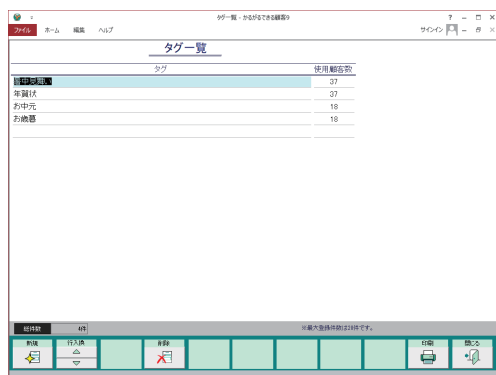 タグ一覧 - かるがるできる顧客9
サインイン
ファイル ホーム 編集 ヘルプ
タグ一覧
タグ 使用顧客数
暑中見舞い 37
年賀状 37
お中元 18
お歳暮 18
総件数 4件 ※最大登録件数は20件です。
新規 行入換 削除 印刷 閉じる